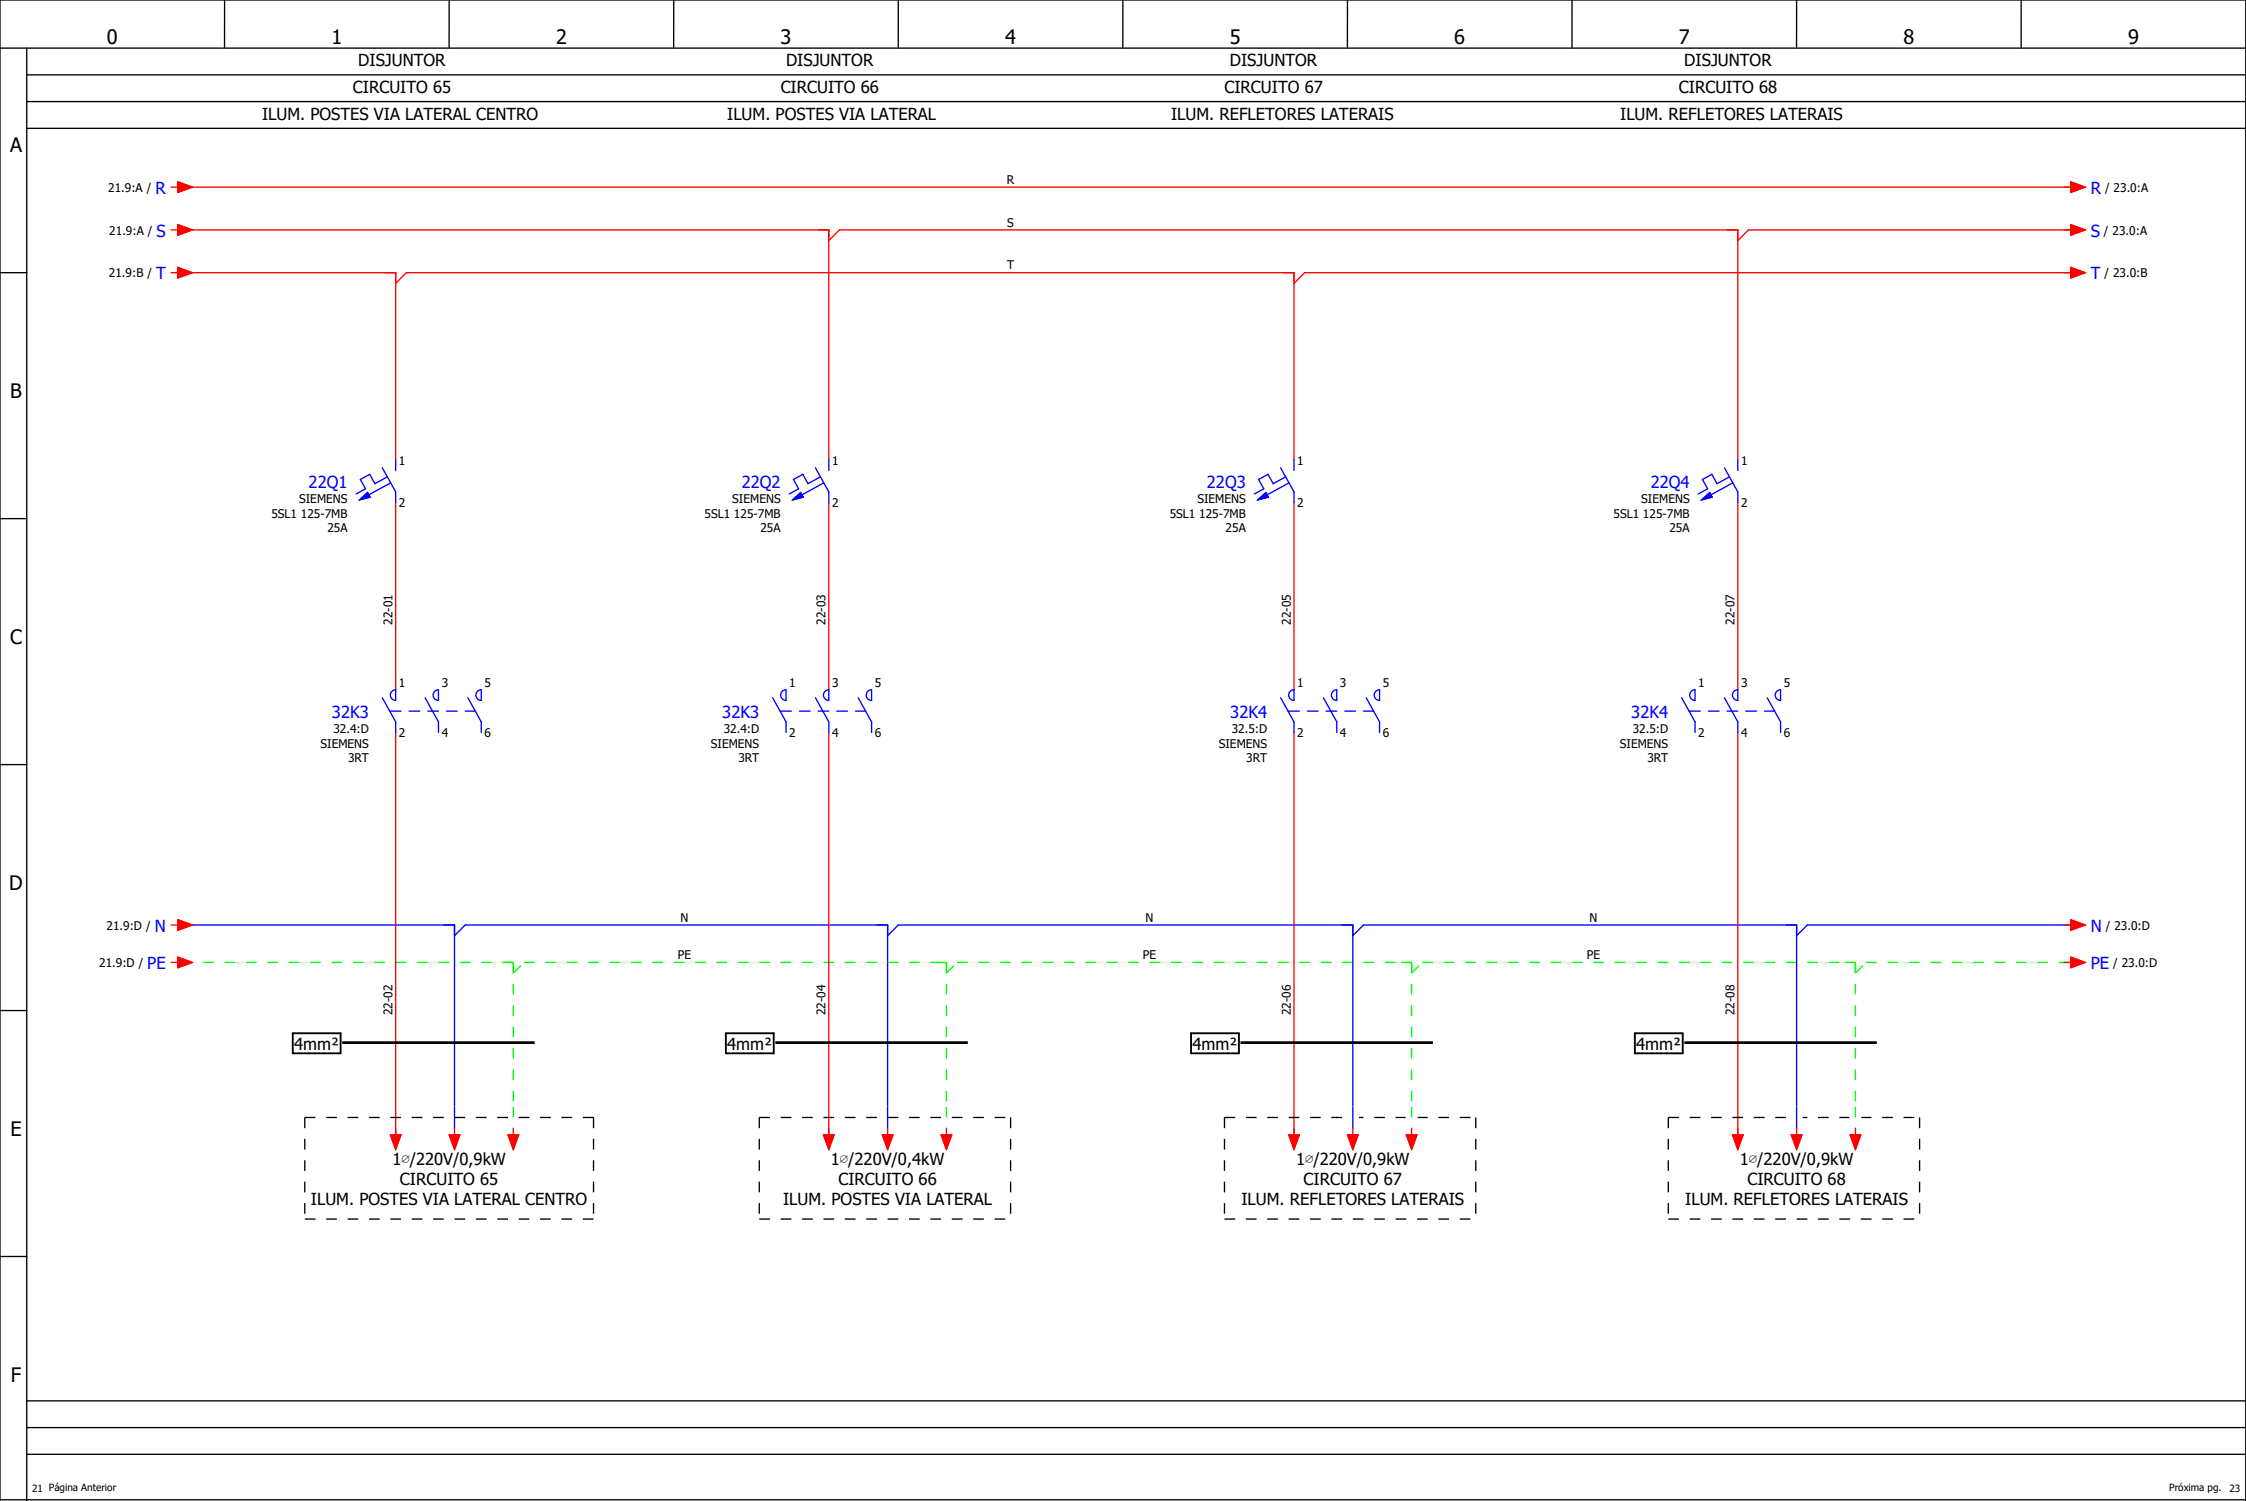 0 1 2 3 4 5 6 7 8 9
DISJUNTOR DISJUNTOR DISJUNTOR DISJUNTOR
CIRCUITO 65 CIRCUITO 66 CIRCUITO 67 CIRCUITO 68
ILUM. POSTES VIA LATERAL CENTRO ILUM. POSTES VIA LATERAL ILUM. REFLETORES LATERAIS ILUM. REFLETORES LATERAIS
A
21.9:A / R R R / 23.0:A
21.9:A / S S S / 23.0:A
21.9:B / T T T / 23.0:B
B
1 1 1 1
22Q1 22Q2 22Q3 22Q4
SIEMENS SIEMENS SIEMENS SIEMENS
2 2 2 2
5SL1 125-7MB 5SL1 125-7MB 5SL1 125-7MB 5SL1 125-7MB
25A 25A 25A 25A
22-01 22-03 22-05 22-07
C
1 3 5 1 3 5 1 3 5 1 3 5
32K3 32K3 32K4 32K4
32.4:D 32.4:D 32.5:D 32.5:D
2 4 6 2 4 6 2 4 6 2 4 6
SIEMENS SIEMENS SIEMENS SIEMENS
3RT 3RT 3RT 3RT
D
21.9:D / N N N N N / 23.0:D
21.9:D / PE PE PE PE PE / 23.0:D
22-02 22-04 22-06 22-08
4mm² 4mm² 4mm² 4mm²
E
1⌀/220V/0,9kW 1⌀/220V/0,4kW 1⌀/220V/0,9kW 1⌀/220V/0,9kW
CIRCUITO 65 CIRCUITO 66 CIRCUITO 67 CIRCUITO 68
ILUM. POSTES VIA LATERAL CENTRO ILUM. POSTES VIA LATERAL ILUM. REFLETORES LATERAIS ILUM. REFLETORES LATERAIS
F
21 Página Anterior Próxima pg. 23